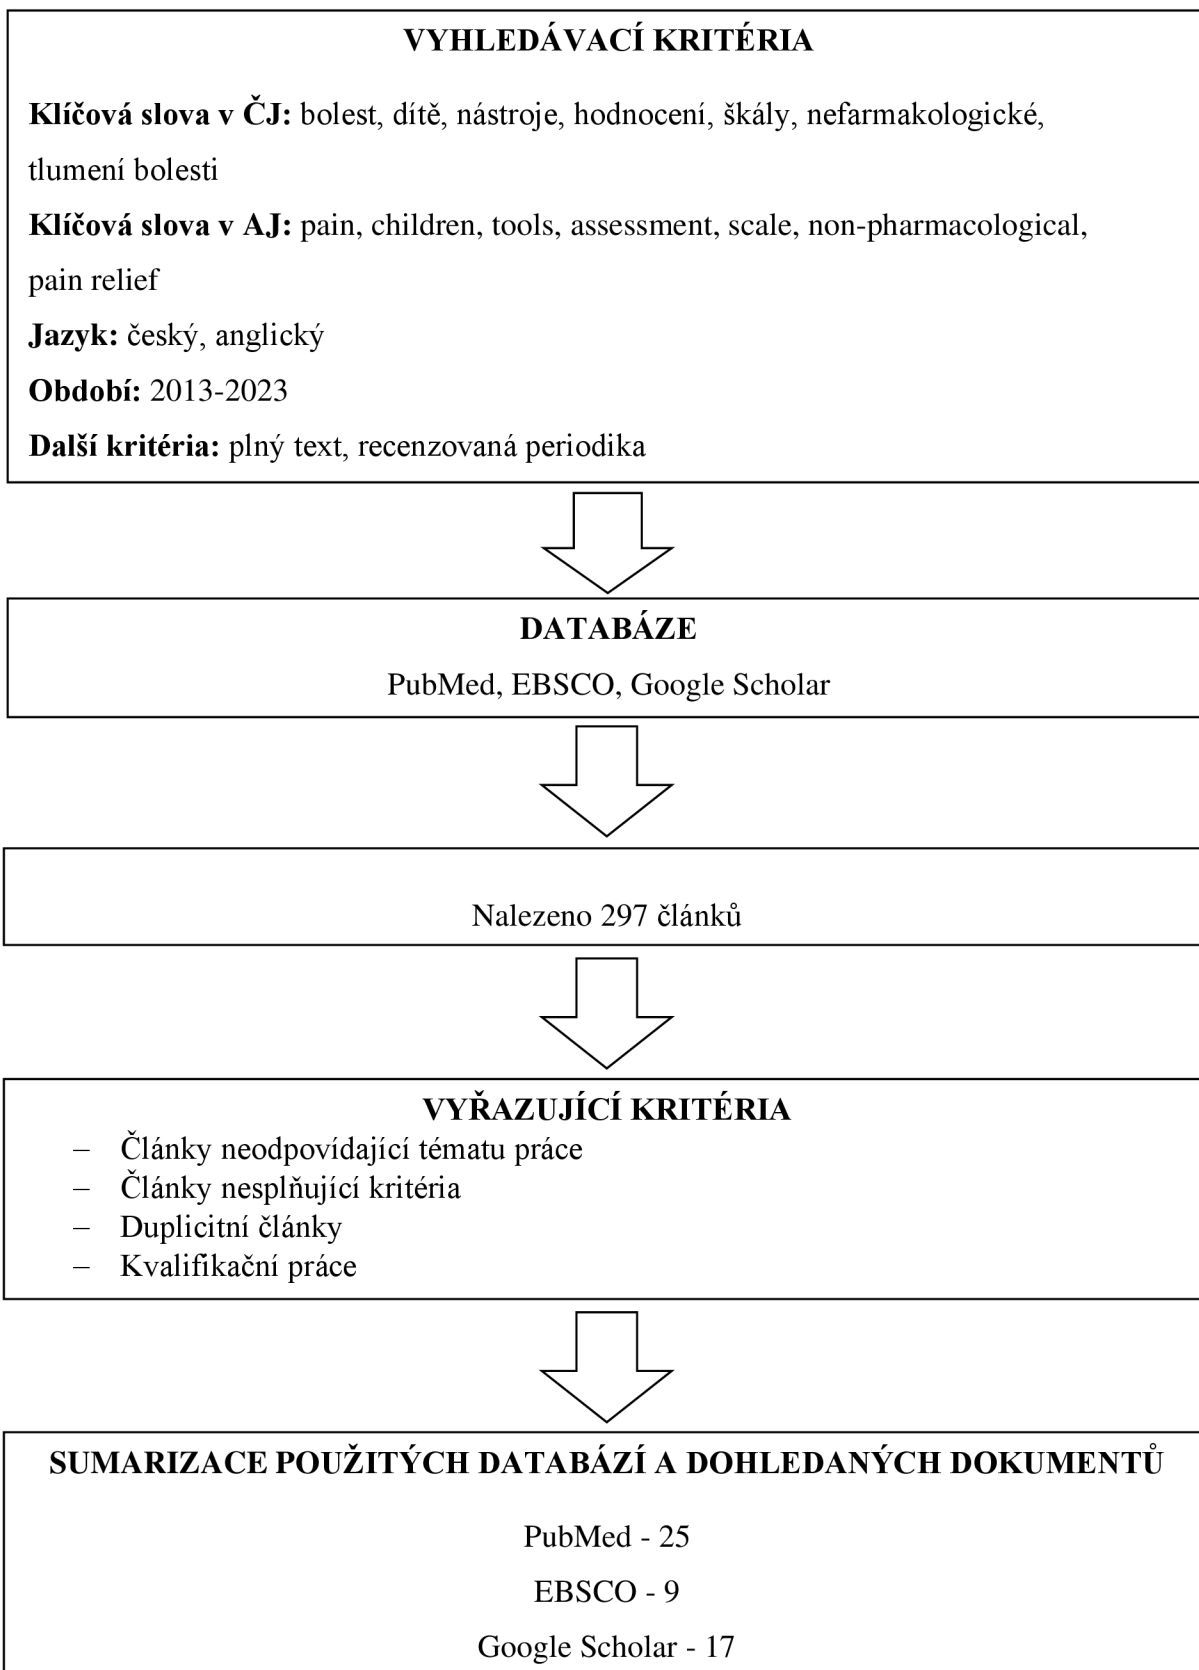 VYHLEDÁVACÍ KRITÉRIA
Klíčová slova v ČJ: bolest, dítě, nástroje, hodnocení, škály, nefarmakologické,
tlumení bolesti
Klíčová slova v AJ: pain, children, tools, assessment, scale, non-pharmacological,
pain relief
Jazyk: český, anglický
Období: 2013-2023
Další kritéria: plný text, recenzovaná periodika
DATABÁZE
PubMed, EBSCO, Google Scholar
Nalezeno 297 článků
VYŘAZUJÍCÍ KRITÉRIA
– Články neodpovídající tématu práce
– Články nesplňující kritéria
– Duplicitní články
– Kvalifikační práce
SUMARIZACE POUŽITÝCH DATABÁZÍ A DOHLEDANÝCH DOKUMENTŮ
PubMed - 25
EBSCO - 9
Google Scholar - 17